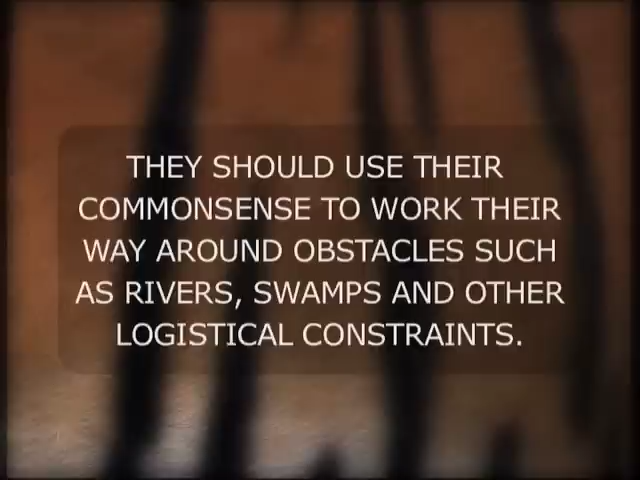 THEY SHOULD USE THEIR
COMMONSENSE TO WORK THEIR
WAY AROUND OBSTACLES SUCH
AS RIVERS, SWAMPS AND OTHER
LOGISTICAL CONSTRAINTS.